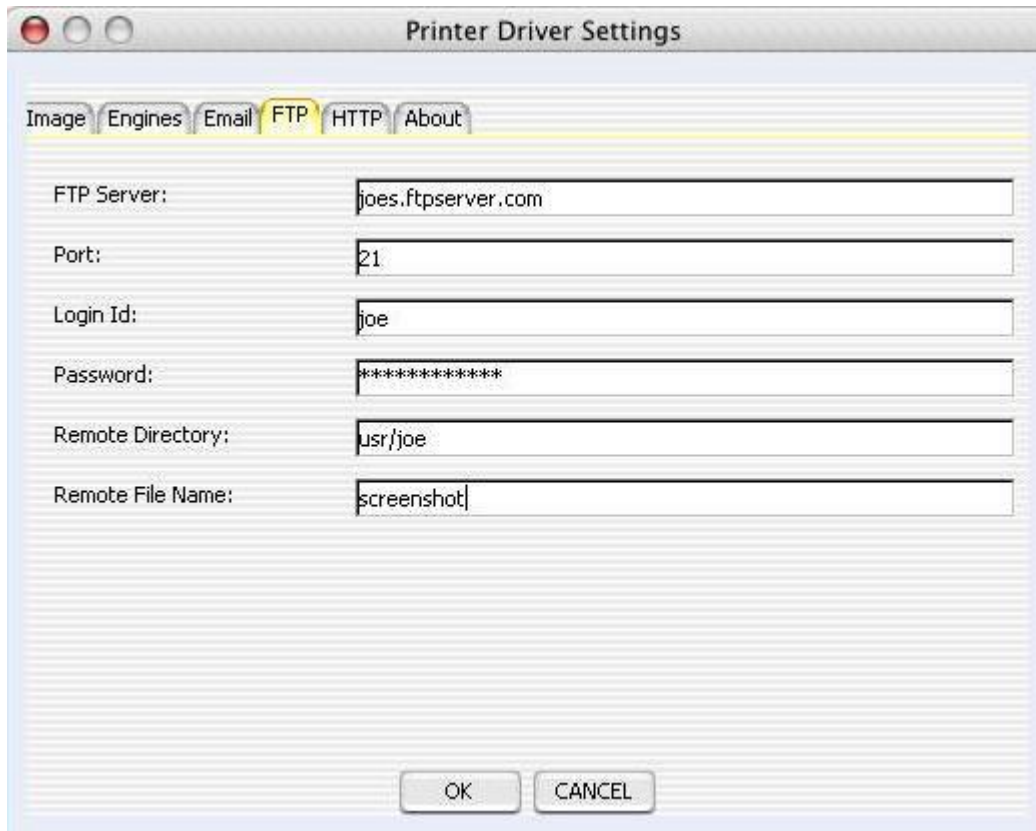 Printer Driver Settings
Image Engines Email FTP HTTP About
FTP Server: joes.ftpserver.com
Port: 21
Login Id: joe
Password: ************
Remote Directory: usr/joe
Remote File Name: screenshot
OK CANCEL